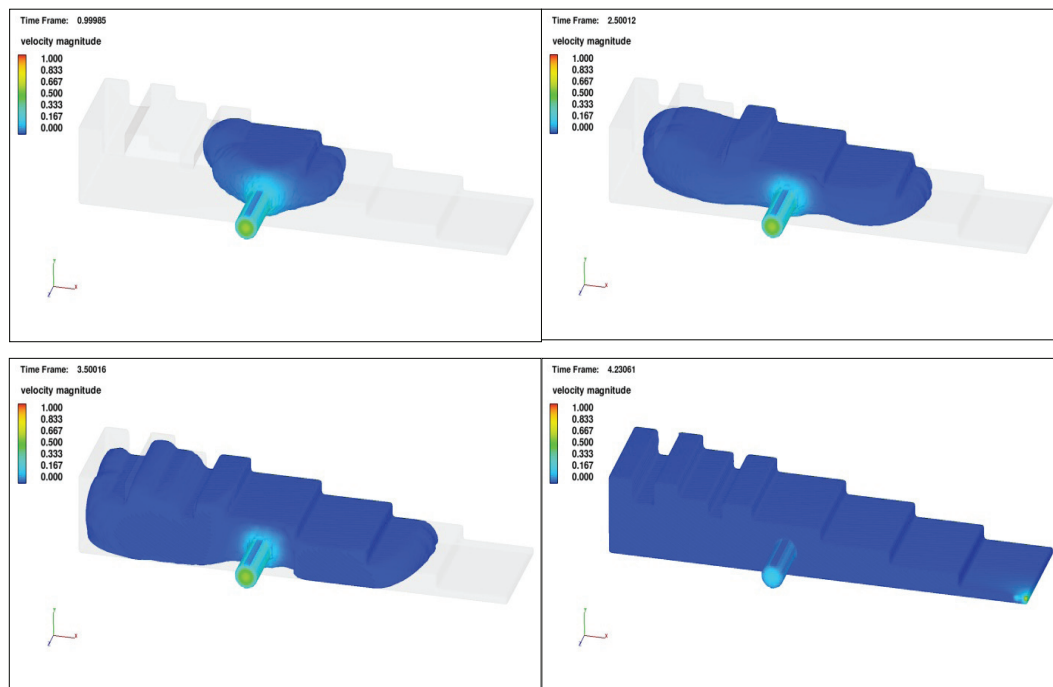 Time Frame: 0.99985
velocity magnitude
1.000
0.833
0.667
0.500
0.333
0.167
0.000
Y
X
Z
Time Frame: 2.50012
velocity magnitude
1.000
0.833
0.667
0.500
0.333
0.167
0.000
Y
X
Z
Time Frame: 3.50016
velocity magnitude
1.000
0.833
0.667
0.500
0.333
0.167
0.000
Y
X
Z
Time Frame: 4.23061
velocity magnitude
1.000
0.833
0.667
0.500
0.333
0.167
0.000
Y
X
Z